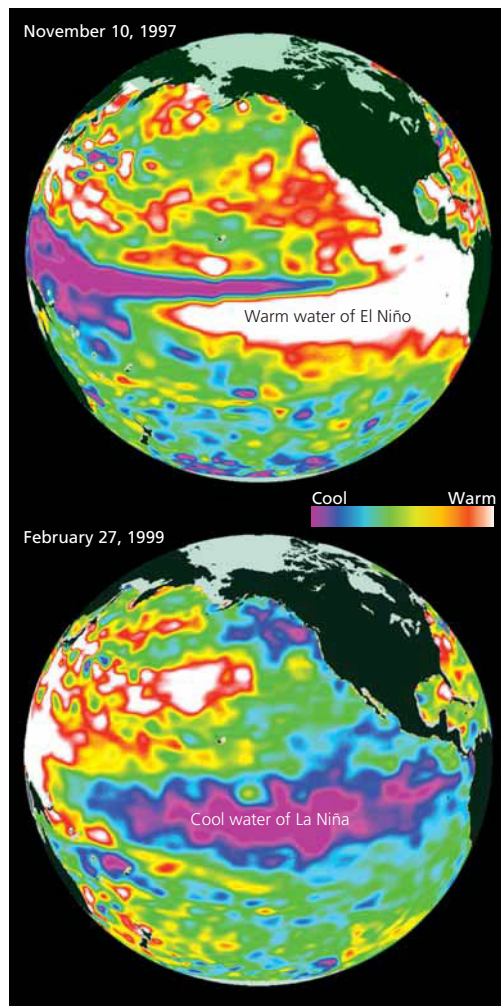 November 10, 1997
Warm water of El Niño
Cool Warm
February 27, 1999
Cool water of La Niña